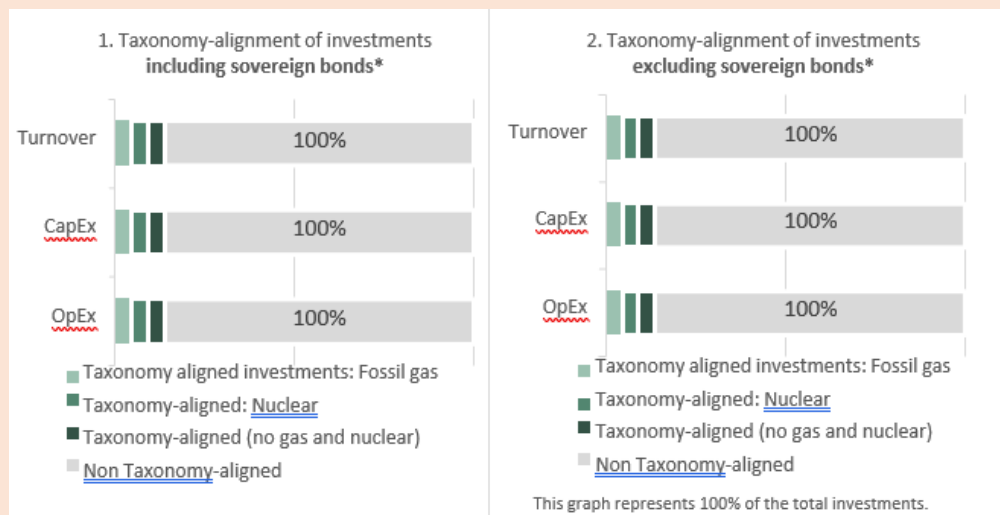 1. Taxonomy-alignment of investments
including sovereign bonds*
Turnover
100%
CapEx
100%
OpEx
100%
Taxonomy aligned investments: Fossil gas
Taxonomy-aligned: Nuclear
Taxonomy-aligned (no gas and nuclear)
Non Taxonomy-aligned
2. Taxonomy-alignment of investments
excluding sovereign bonds*
Turnover
100%
CapEx
100%
OpEx
100%
Taxonomy aligned investments: Fossil gas
Taxonomy-aligned: Nuclear
Taxonomy-aligned (no gas and nuclear)
Non Taxonomy-aligned
This graph represents 100% of the total investments.